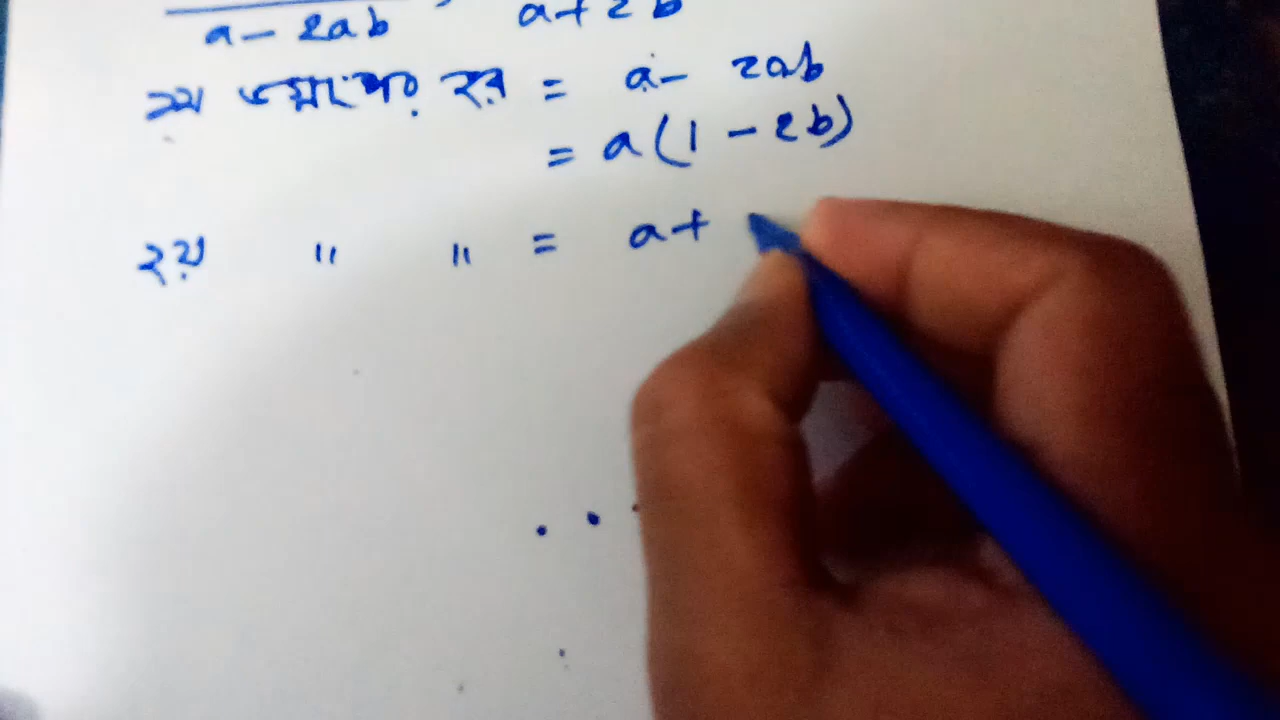 a - 2ab , a + 2b
১ম ভগ্নাংশের হর = a - 2ab
= a(1 - 2b)
২য় " " = a +